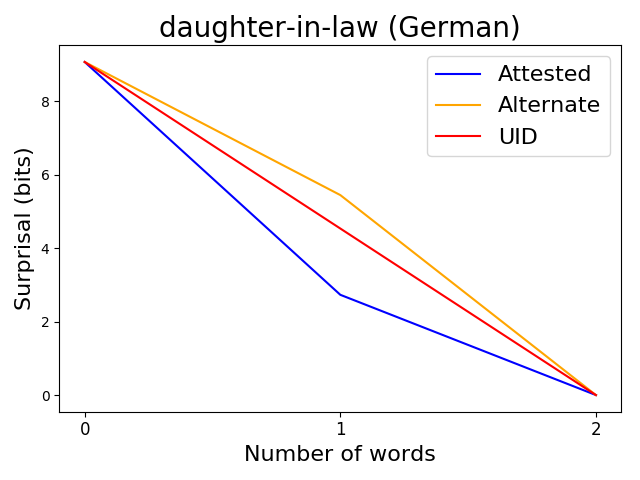 daughter-in-law (German)
Attested
Alternate
UID
Surprisal (bits)
8
6
4
2
0
0 1 2
Number of words